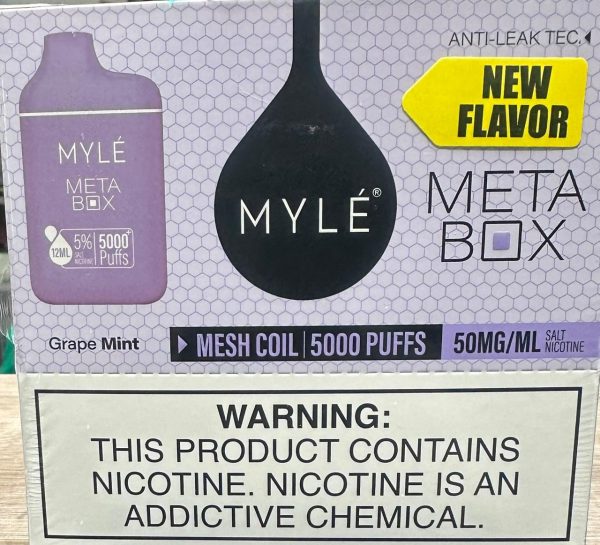 ANTI-LEAK TEC.
NEW
FLAVOR
MYLÉ
META
BOX
12ML 5% SALT NICOTINE 5000+ Puffs
MYLÉ®
META
BOX
Grape Mint
MESH COIL | 5000 PUFFS 50MG/ML SALT NICOTINE
WARNING:
THIS PRODUCT CONTAINS
NICOTINE. NICOTINE IS AN
ADDICTIVE CHEMICAL.